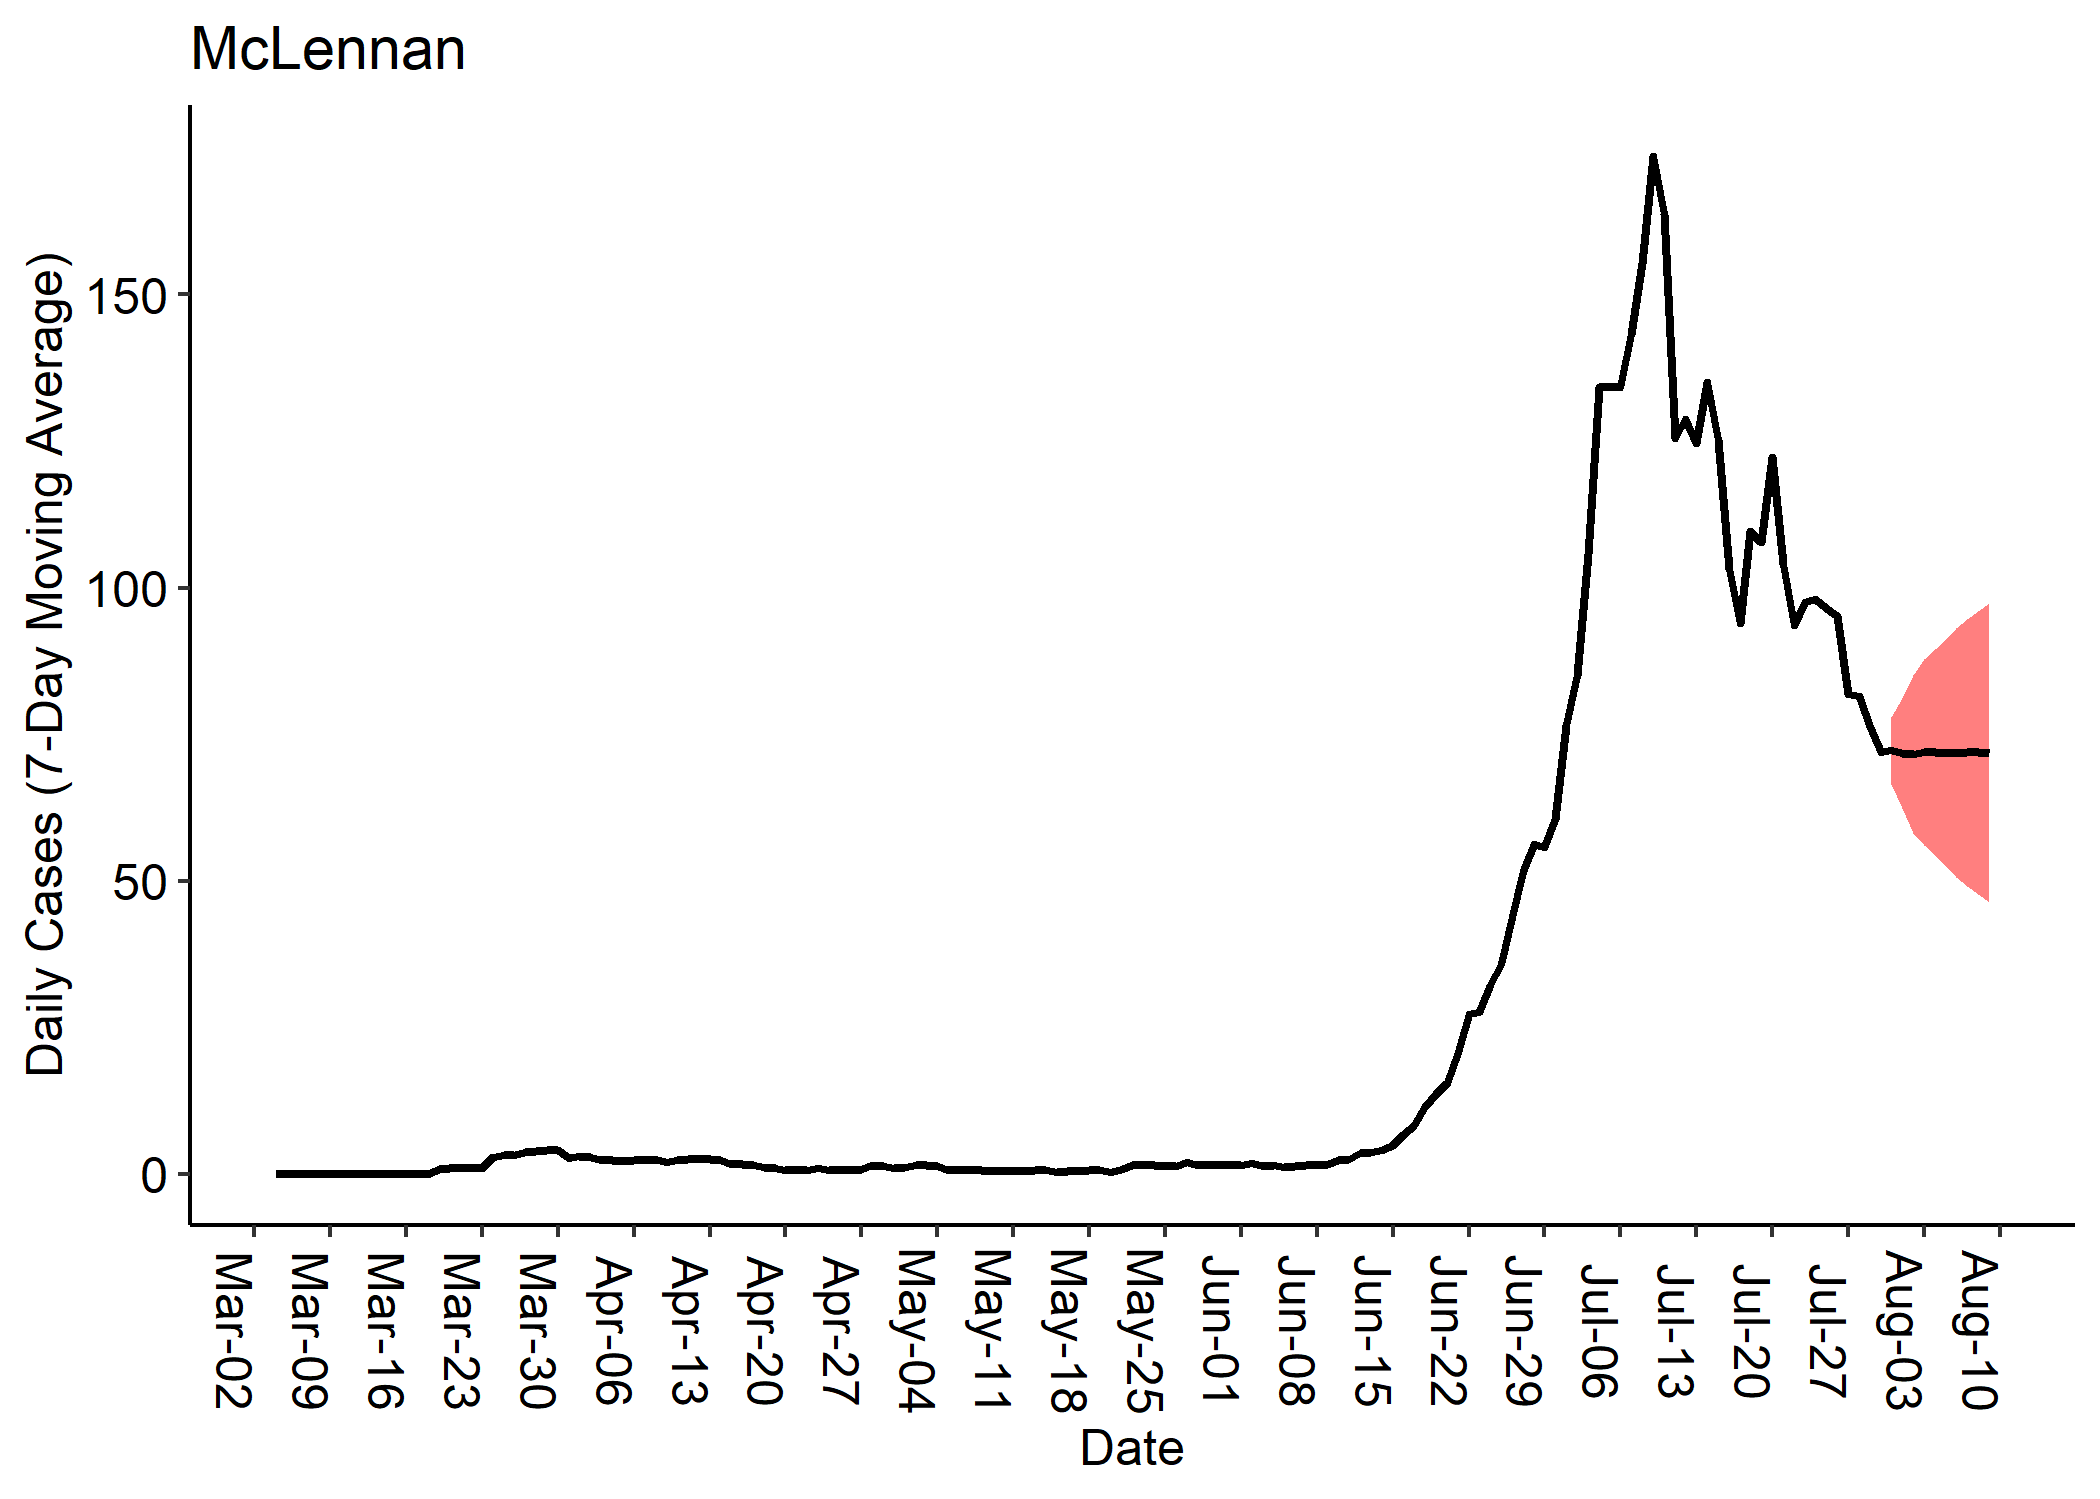 McLennan
Daily Cases (7-Day Moving Average)
150
100
50
0
Mar-02
Mar-09
Mar-16
Mar-23
Mar-30
Apr-06
Apr-13
Apr-20
Apr-27
May-04
May-11
May-18
May-25
Jun-01
Jun-08
Jun-15
Jun-22
Jun-29
Jul-06
Jul-13
Jul-20
Jul-27
Aug-03
Aug-10
Date